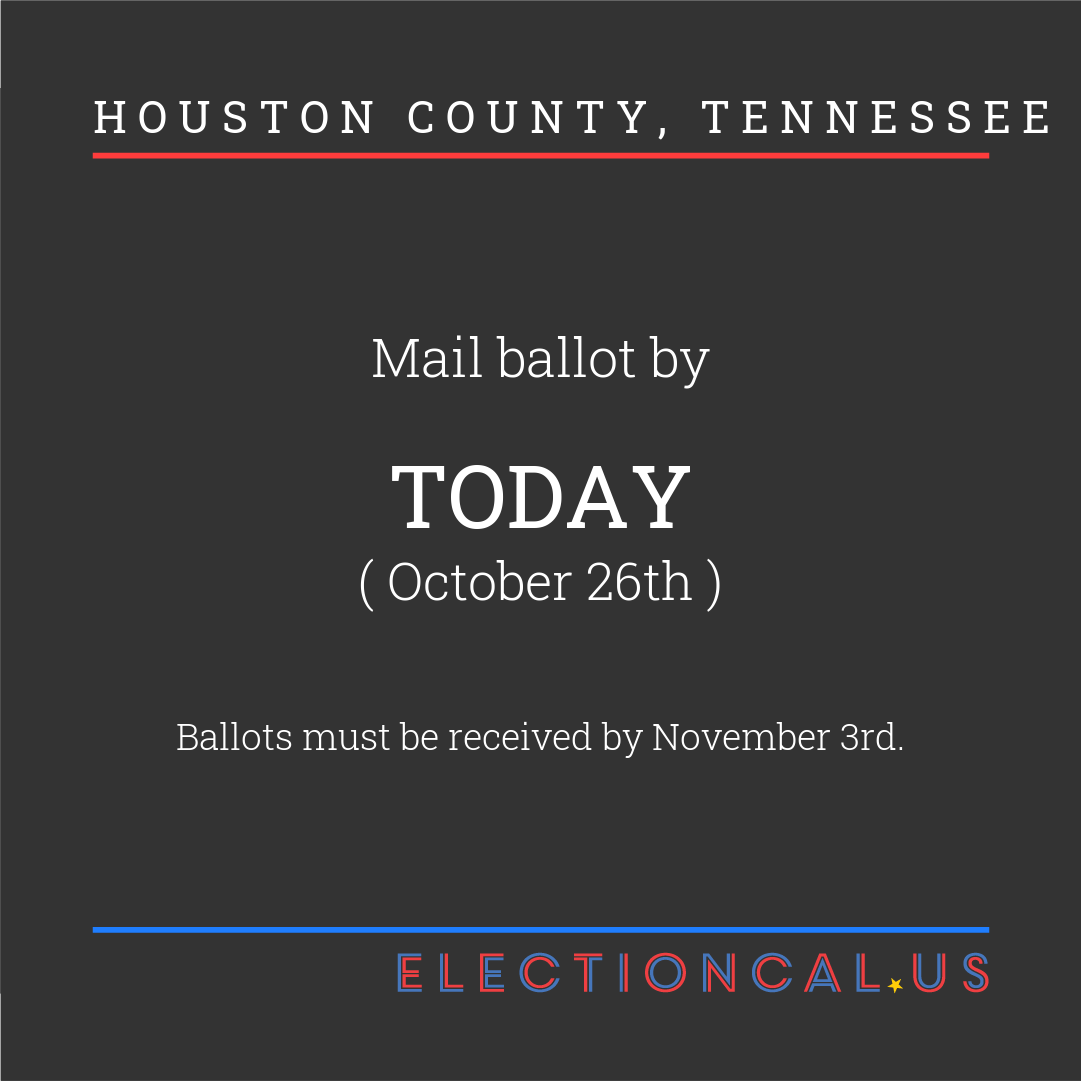 HOUSTON COUNTY, TENNESSEE
Mail ballot by
TODAY
( October 26th )
Ballots must be received by November 3rd.
ELECTIONCAL.US